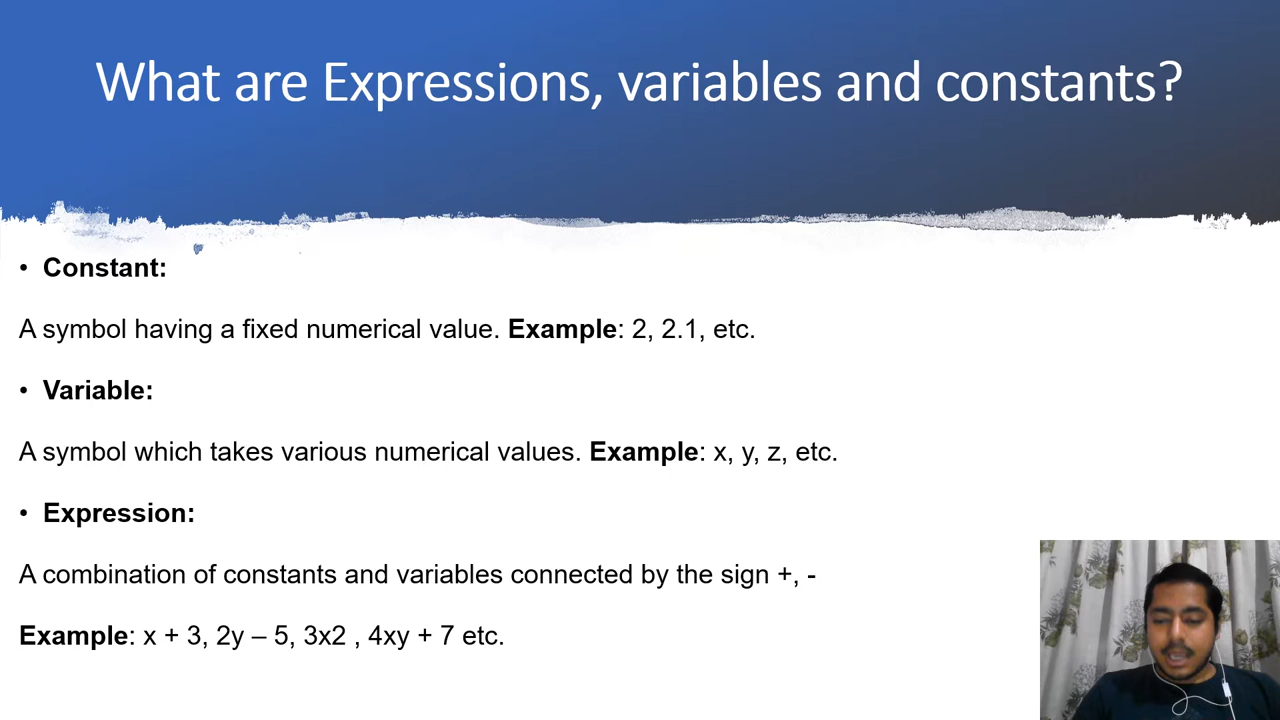 What are Expressions, variables and constants?
• Constant:
A symbol having a fixed numerical value. Example: 2, 2.1, etc.
• Variable:
A symbol which takes various numerical values. Example: x, y, z, etc.
• Expression:
A combination of constants and variables connected by the sign +, -
Example: x + 3, 2y – 5, 3x2 , 4xy + 7 etc.